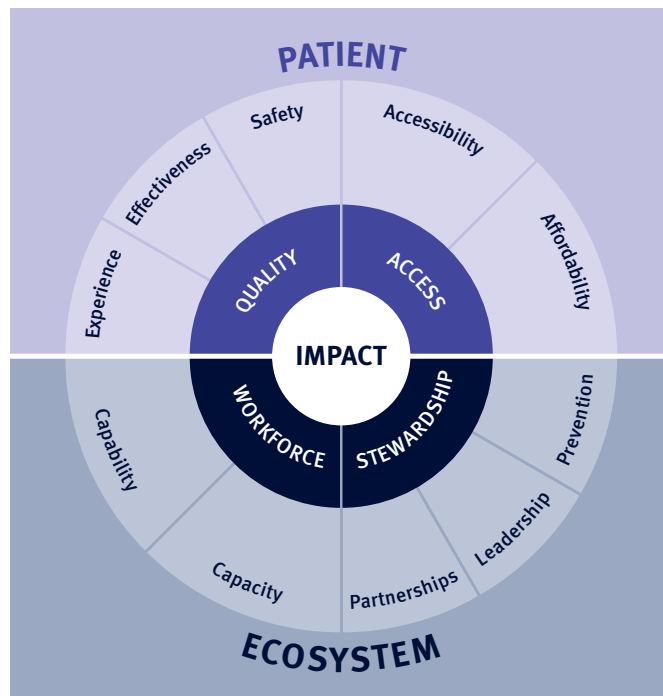 PATIENT
Safety
Accessibility
Effectiveness
Affordability
Experience
QUALITY
ACCESS
IMPACT
WORKFORCE
STEWARDSHIP
Capability
Prevention
Capacity
Partnerships
Leadership
ECOSYSTEM